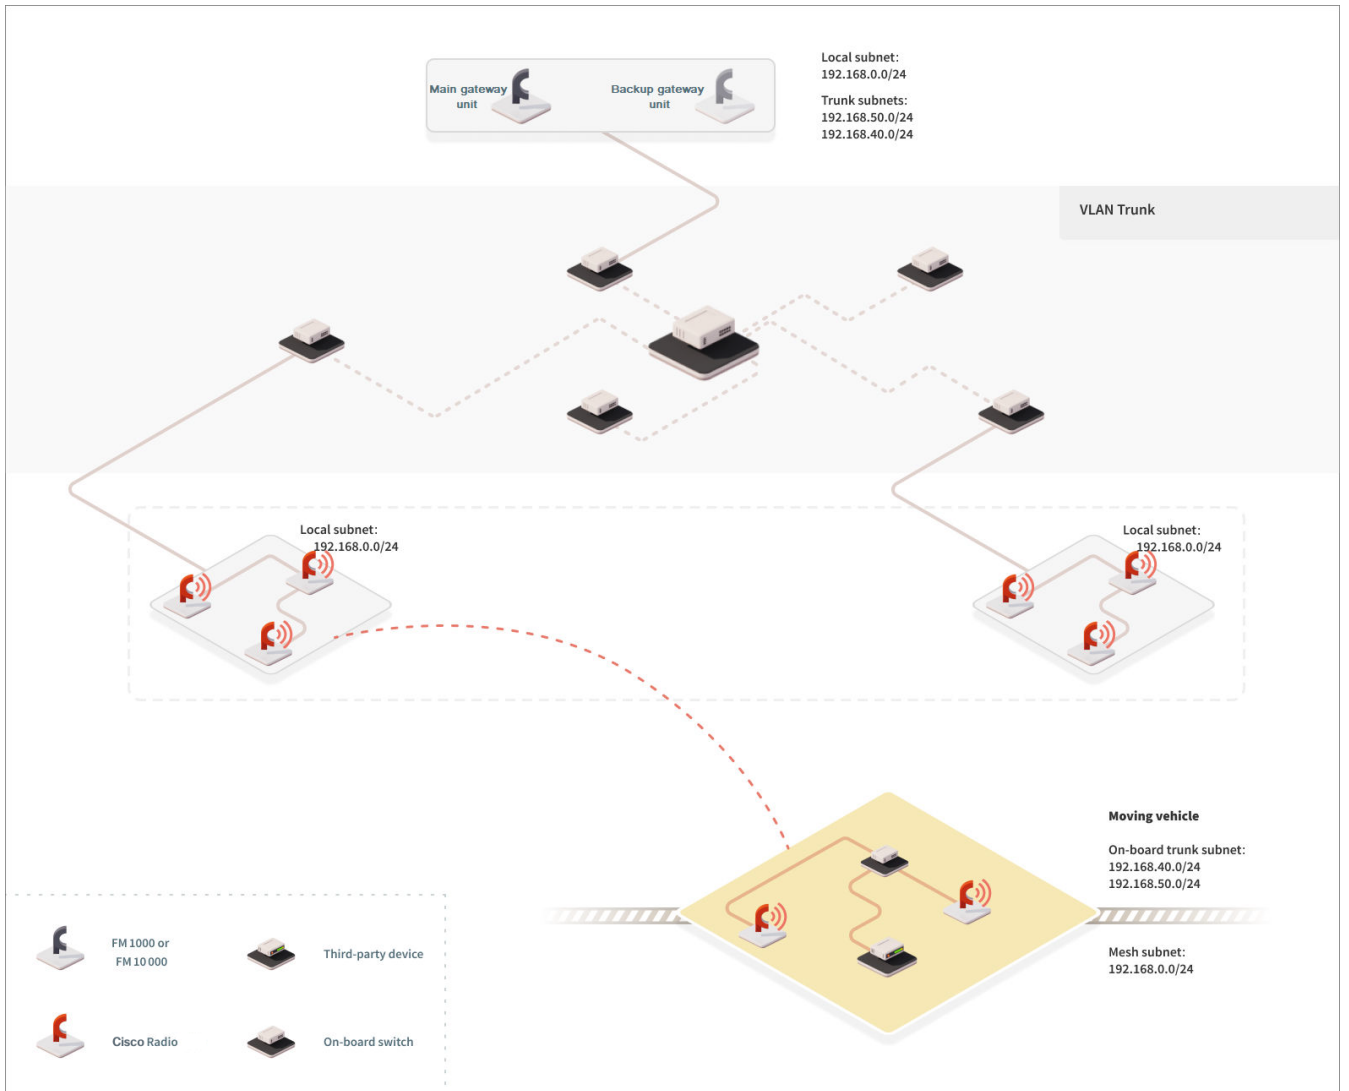 Local subnet:
192.168.0.0/24
Main gateway
unit
Backup gateway
unit
Trunk subnets:
192.168.50.0/24
192.168.40.0/24
VLAN Trunk
Local subnet:
192.168.0.0/24
Local subnet:
192.168.0.0/24
Moving vehicle
On-board trunk subnet:
192.168.40.0/24
192.168.50.0/24
Mesh subnet:
192.168.0.0/24
FM 1000 or
FM 10 000
Third-party device
Cisco Radio
On-board switch